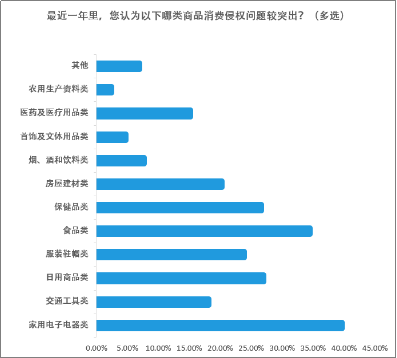 最近一年里，您认为以下哪类商品消费侵权问题较突出？（多选）
其他
农用生产资料类
医药及医疗用品类
首饰及文体用品类
烟、酒和饮料类
房屋建材类
保健品类
食品类
服装鞋帽类
日用商品类
交通工具类
家用电子电器类
0.00% 5.00% 10.00% 15.00% 20.00% 25.00% 30.00% 35.00% 40.00% 45.00%